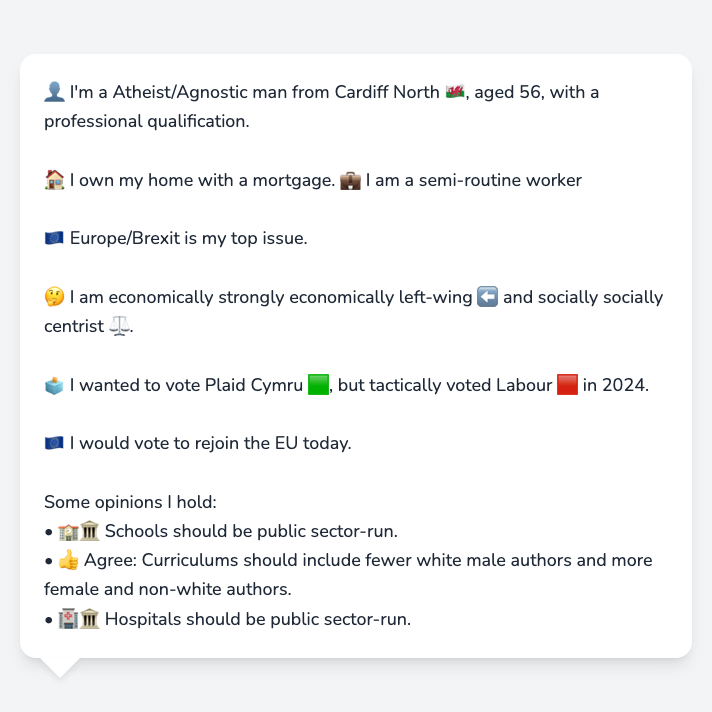 👤 I'm a Atheist/Agnostic man from Cardiff North 🏴󠁧󠁢󠁷󠁬󠁳󠁿, aged 56, with a
professional qualification.
🏠 I own my home with a mortgage. 💼 I am a semi-routine worker
🇪🇺 Europe/Brexit is my top issue.
🤔 I am economically strongly economically left-wing ⬅️ and socially socially
centrist ⚖️.
🗳️ I wanted to vote Plaid Cymru 🟩, but tactically voted Labour 🟥 in 2024.
🇪🇺 I would vote to rejoin the EU today.
Some opinions I hold:
• 🏫🏛️ Schools should be public sector-run.
• 👍 Agree: Curriculums should include fewer white male authors and more
female and non-white authors.
• 🏥🏛️ Hospitals should be public sector-run.